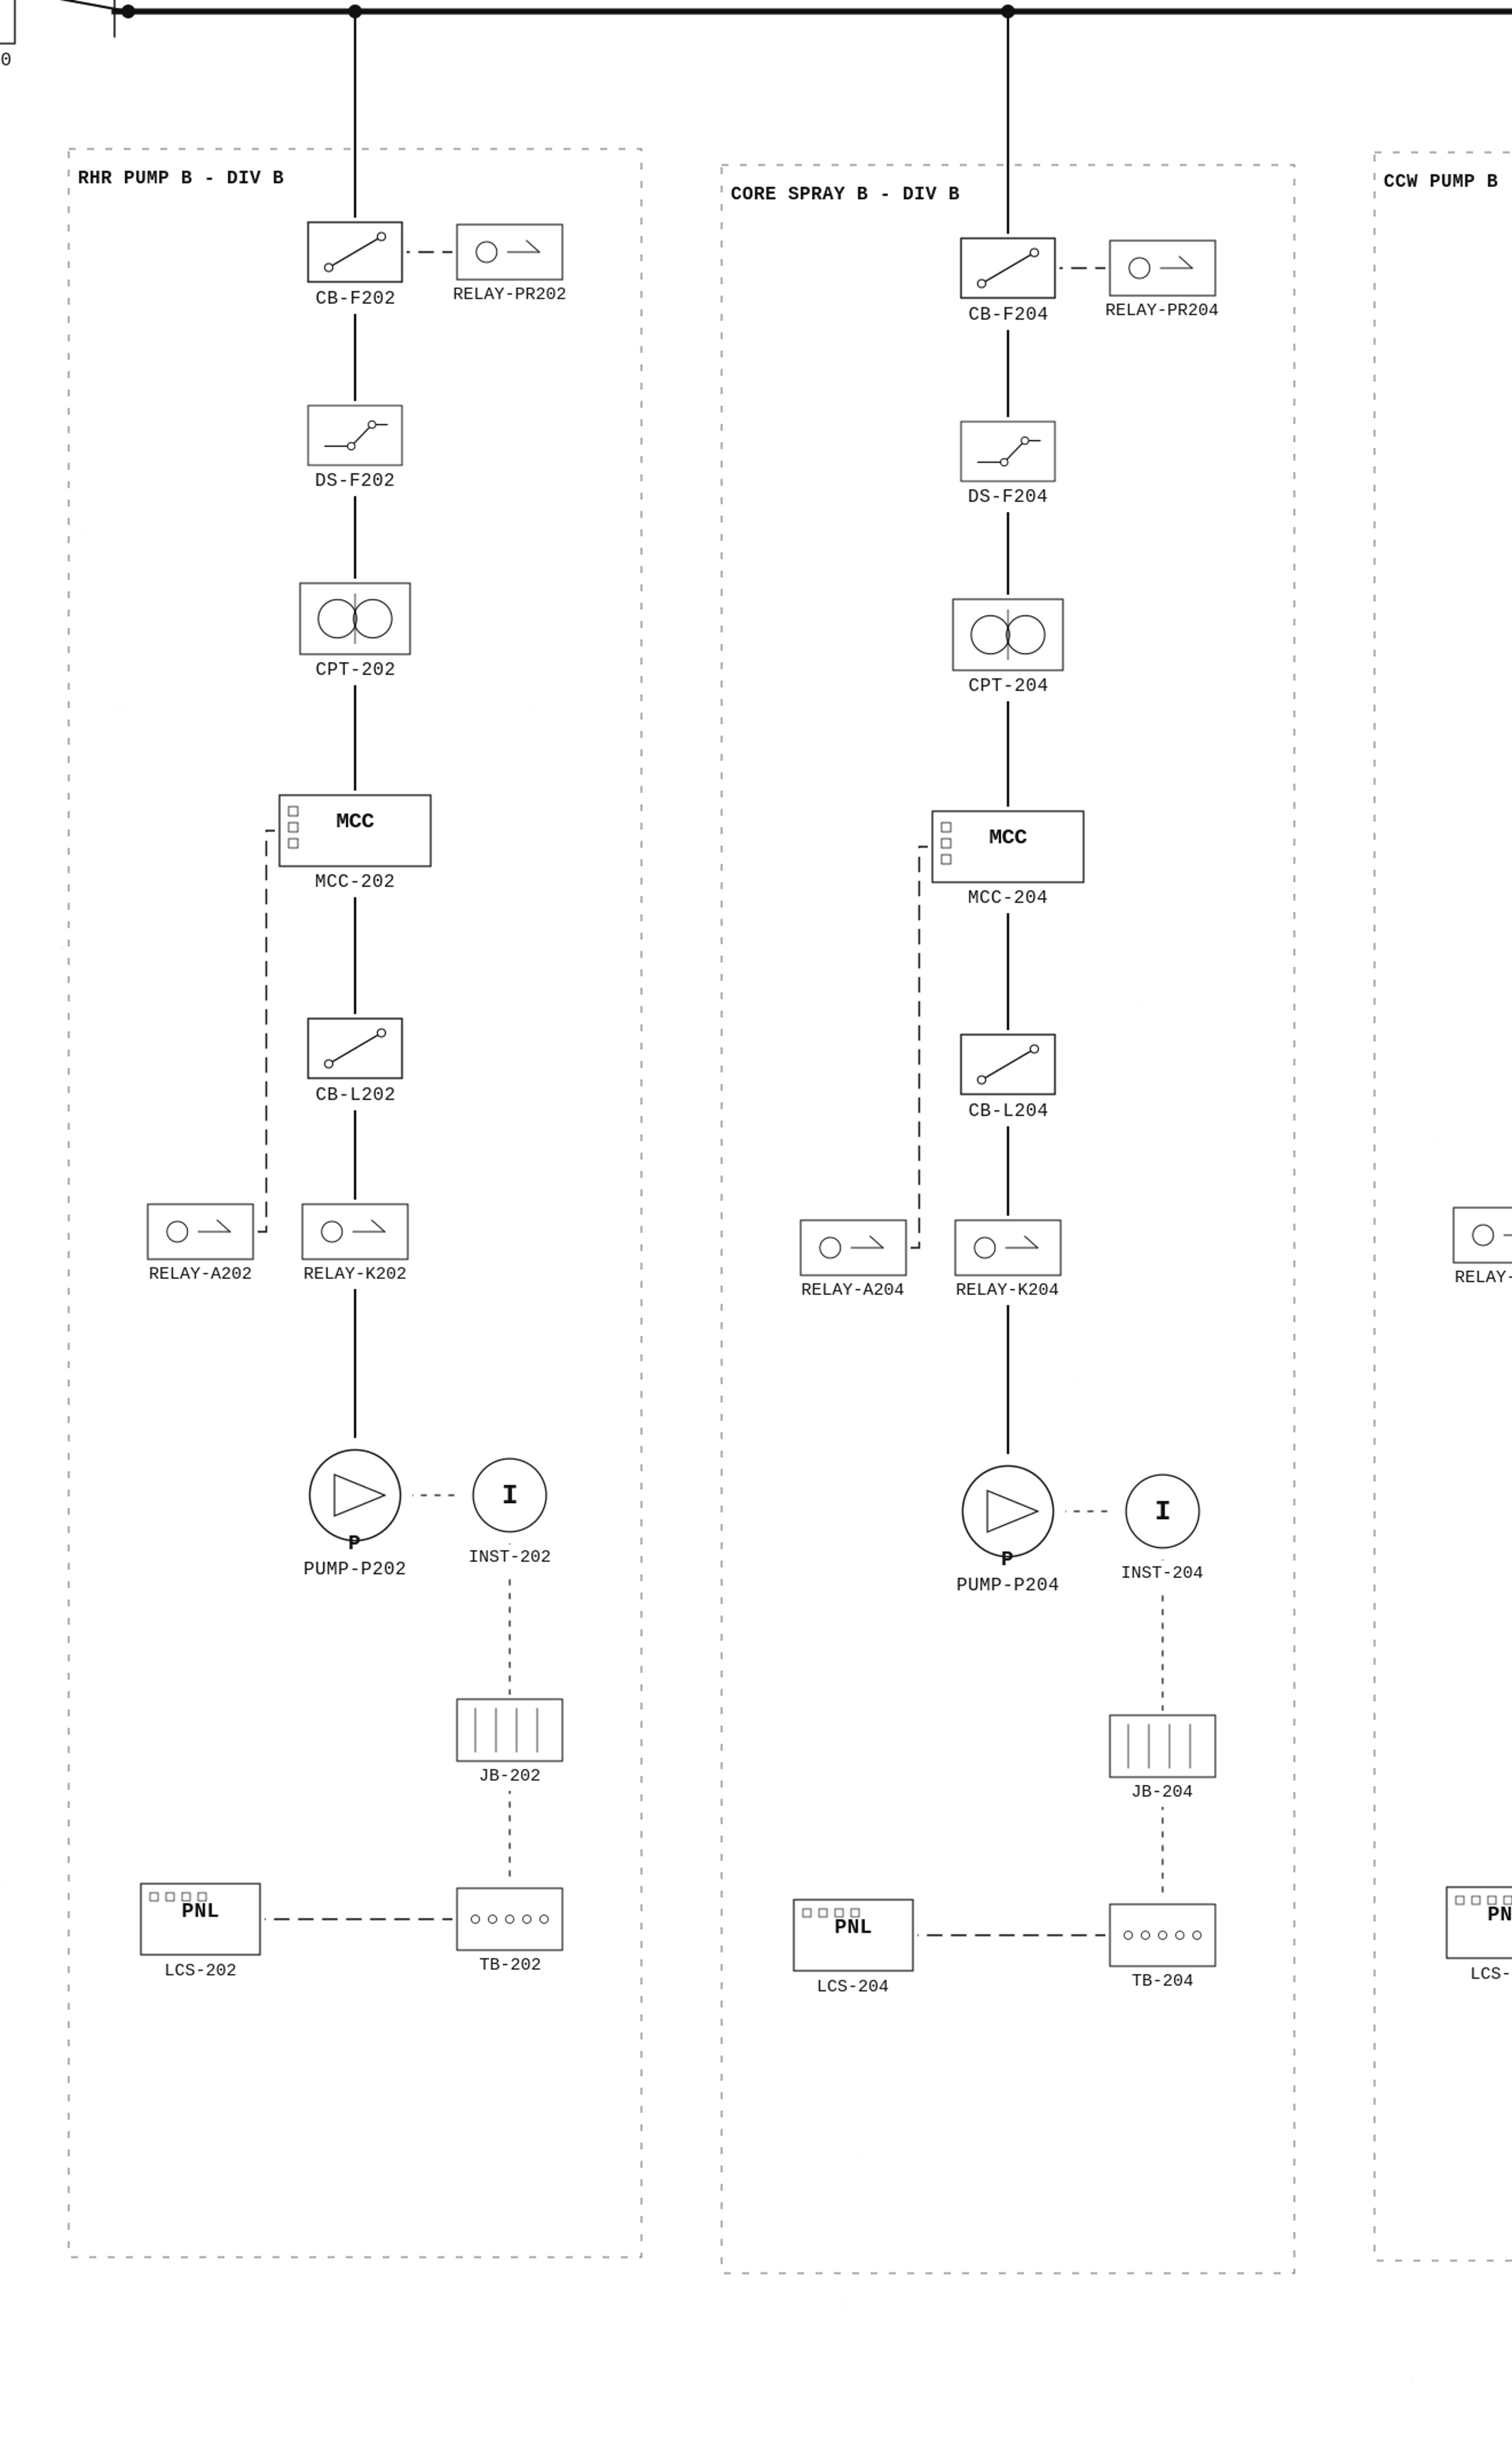 0
RHR PUMP B - DIV B
CB-F202
RELAY-PR202
DS-F202
CPT-202
MCC
MCC-202
CB-L202
RELAY-A202
RELAY-K202
P
PUMP-P202
I
INST-202
JB-202
PNL
LCS-202
TB-202
CORE SPRAY B - DIV B
CB-F204
RELAY-PR204
DS-F204
CPT-204
MCC
MCC-204
CB-L204
RELAY-A204
RELAY-K204
P
PUMP-P204
I
INST-204
JB-204
PNL
LCS-204
TB-204
CCW PUMP B
RELAY-
PN
LCS-